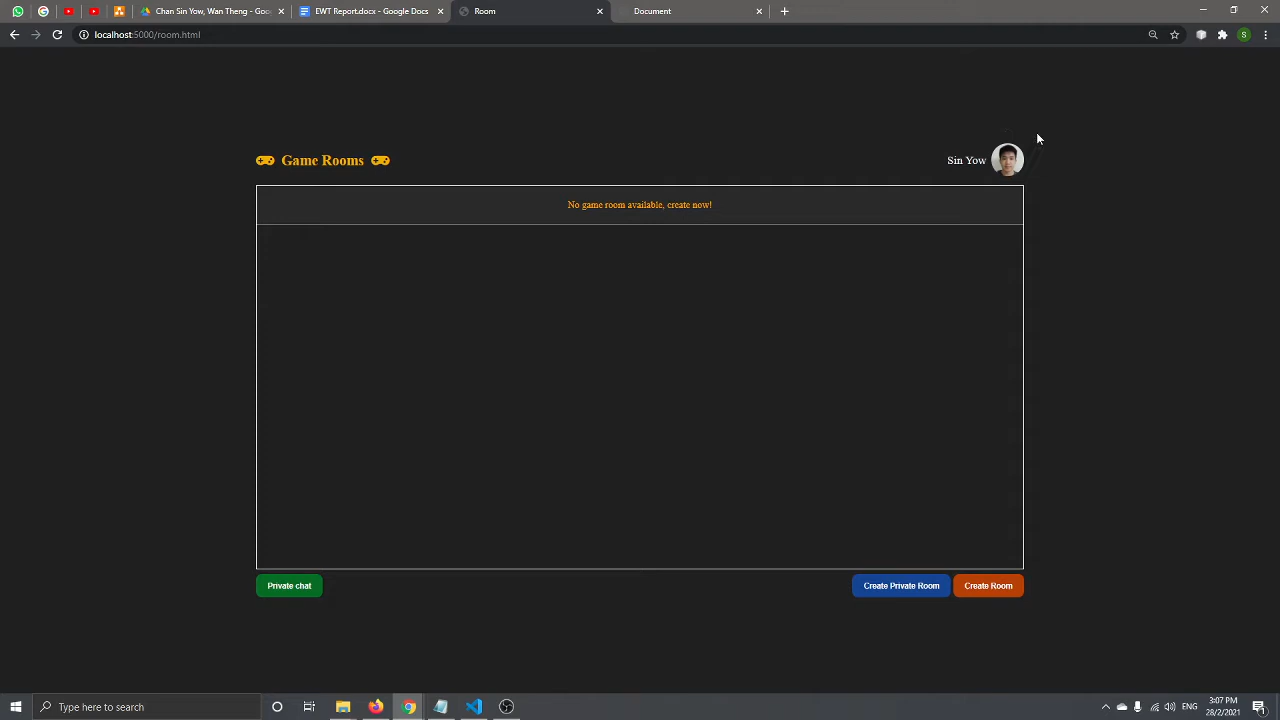 Chan Sin Yow, Wan Theng - Goo
EWT Report.docx - Google Docs
Room
Document
localhost:5000/room.html
S
Game Rooms
Sin Yow
No game room available, create now!
Private chat
Create Private Room
Create Room
Type here to search
ENG
3:07 PM
28/2/2021